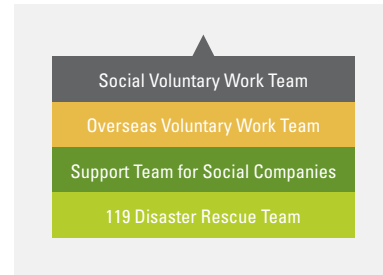 Social Voluntary Work Team
Overseas Voluntary Work Team
Support Team for Social Companies
119 Disaster Rescue Team